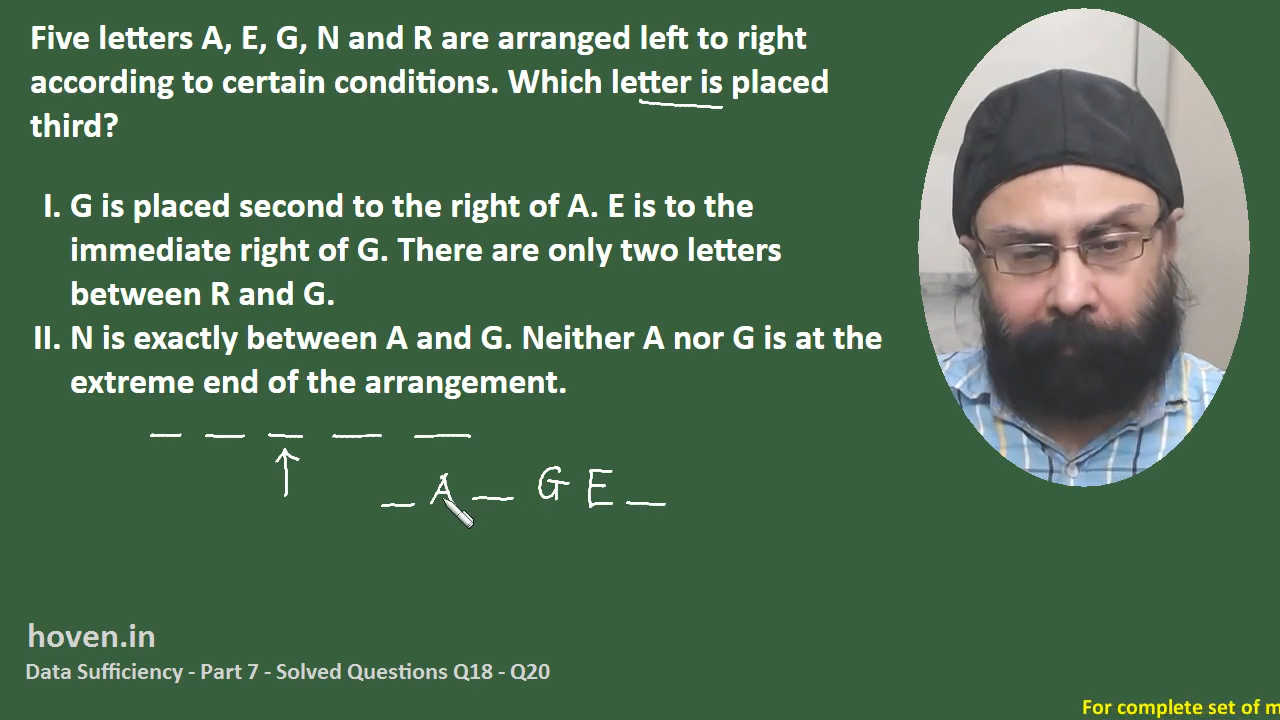 Five letters A, E, G, N and R are arranged left to right
according to certain conditions. Which letter is placed
third?
I. G is placed second to the right of A. E is to the
immediate right of G. There are only two letters
between R and G.
II. N is exactly between A and G. Neither A nor G is at the
extreme end of the arrangement.
_ _ _ _ _
↑
_ A _ G E _
hoven.in
Data Sufficiency - Part 7 - Solved Questions Q18 - Q20
For complete set of m